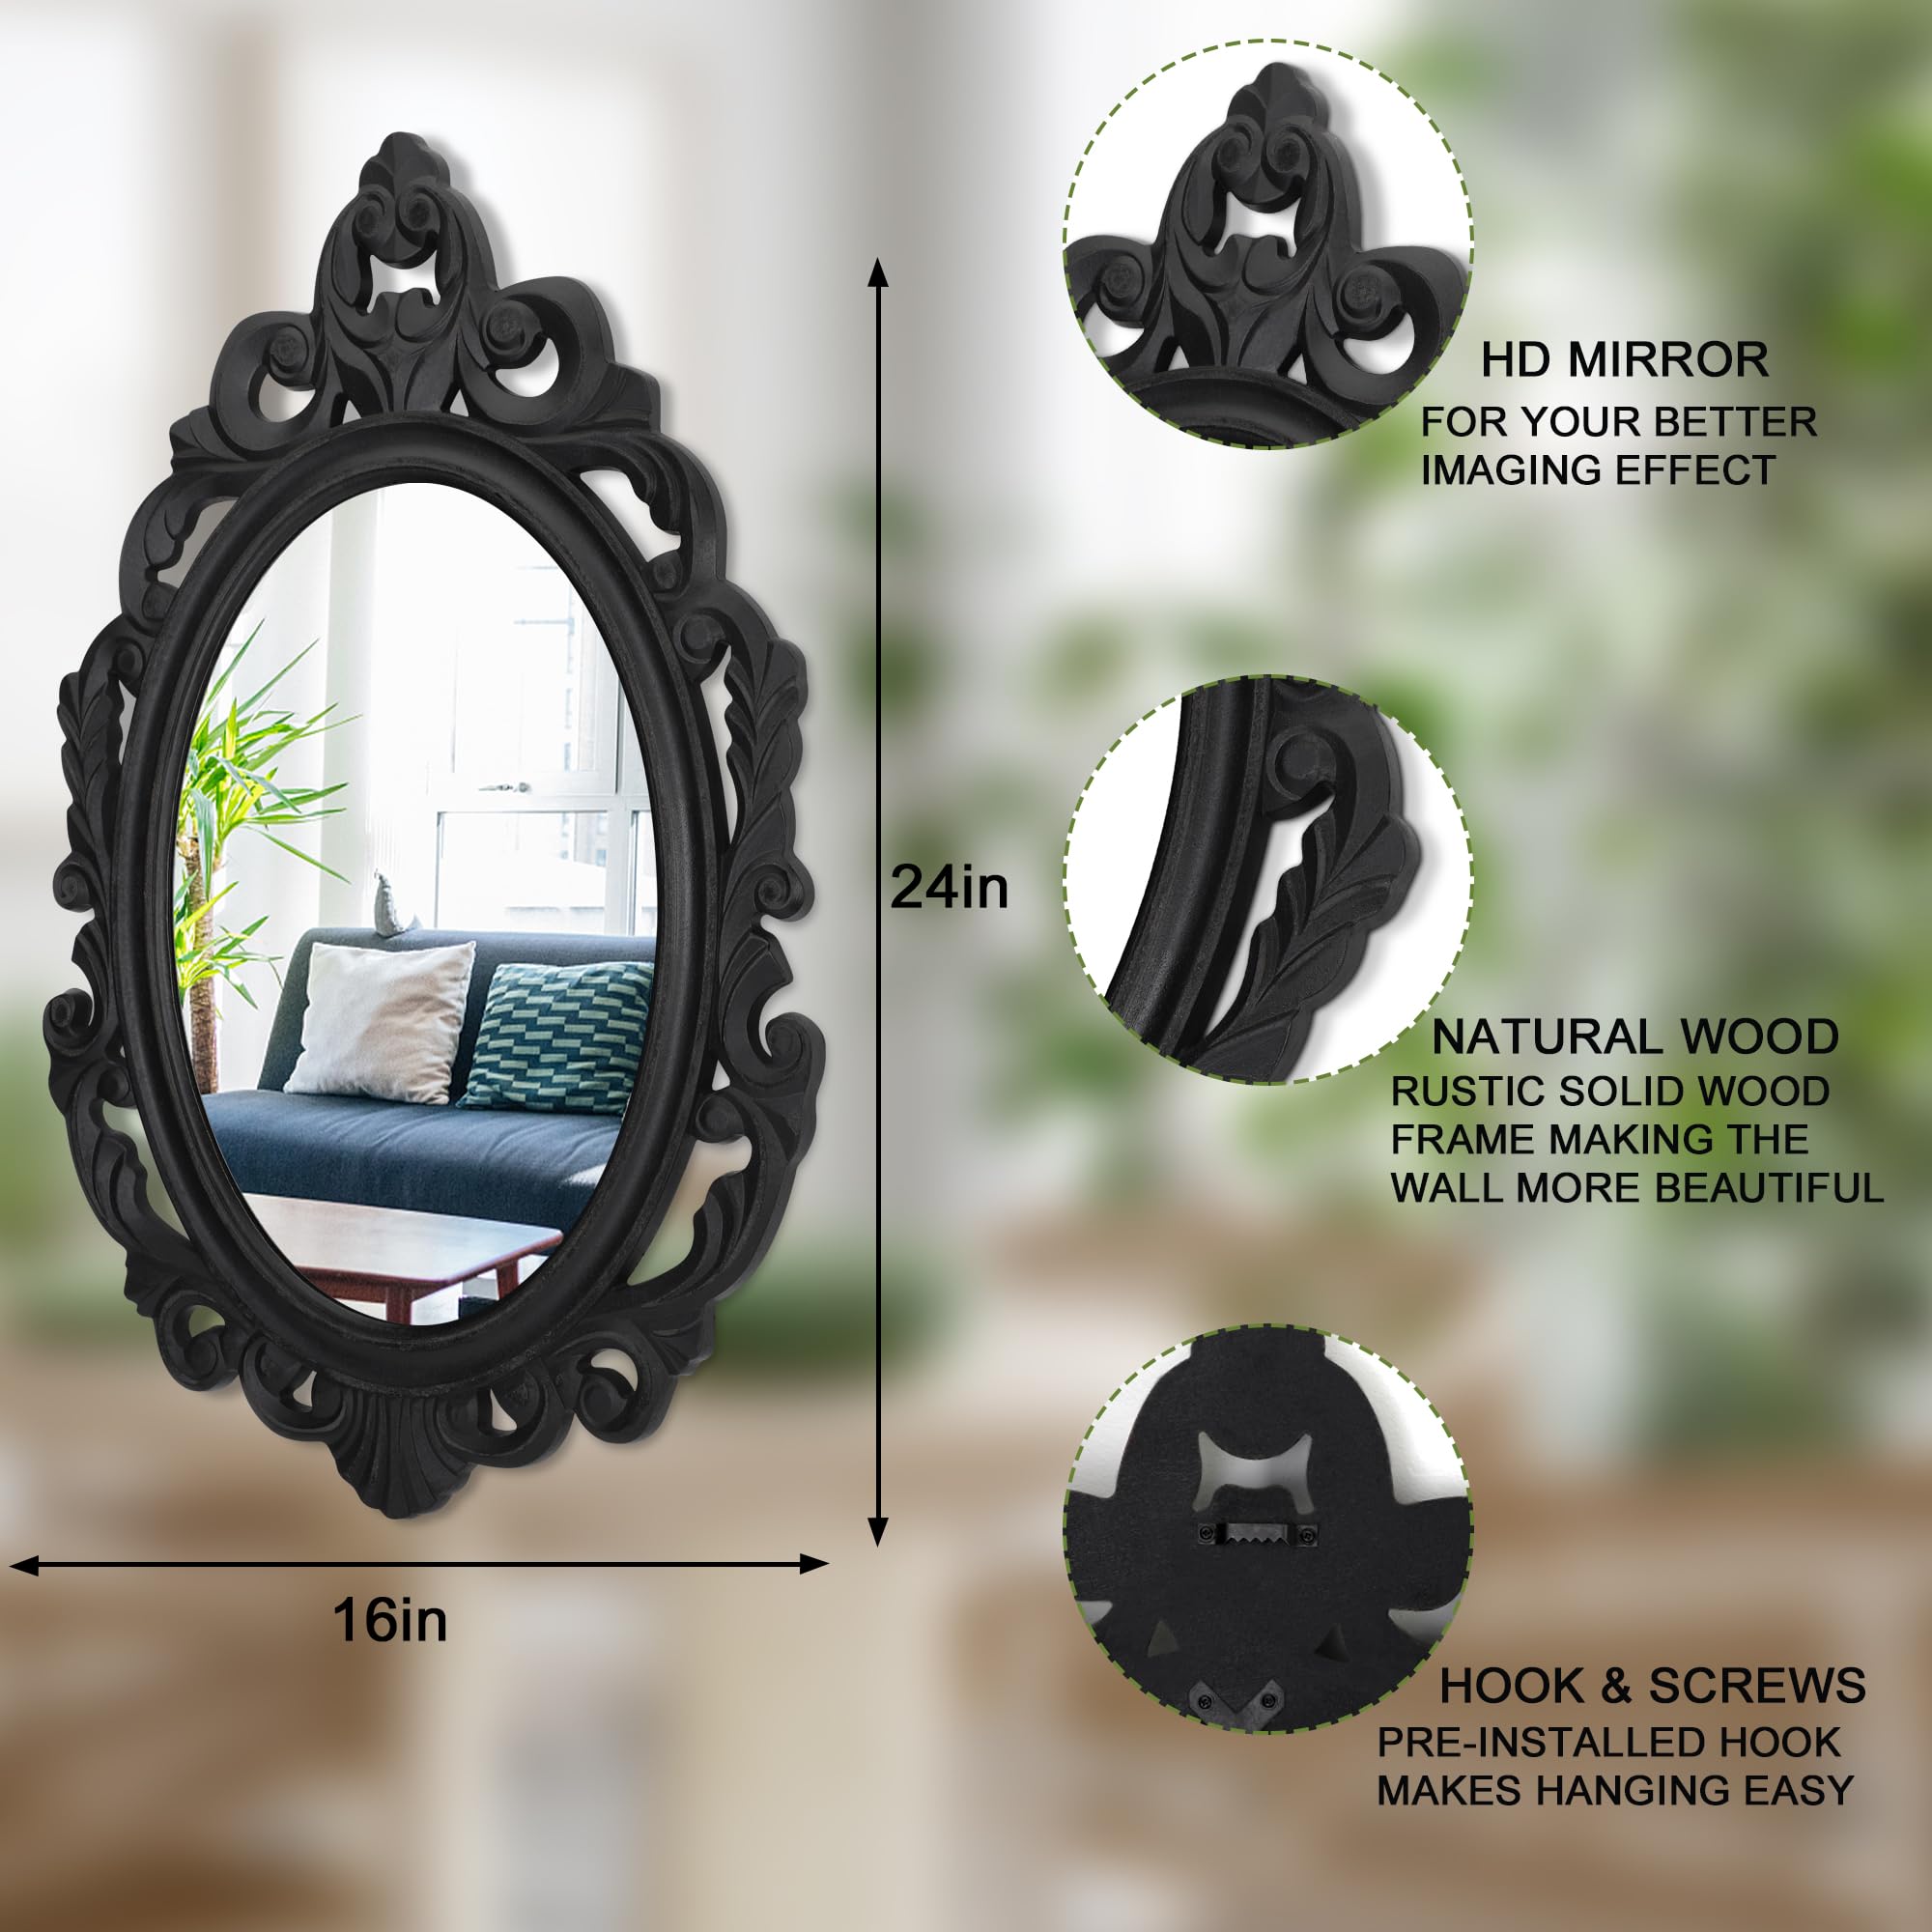 HD MIRROR
FOR YOUR BETTER
IMAGING EFFECT
24in
NATURAL WOOD
RUSTIC SOLID WOOD
FRAME MAKING THE
WALL MORE BEAUTIFUL
16in
HOOK & SCREWS
PRE-INSTALLED HOOK
MAKES HANGING EASY